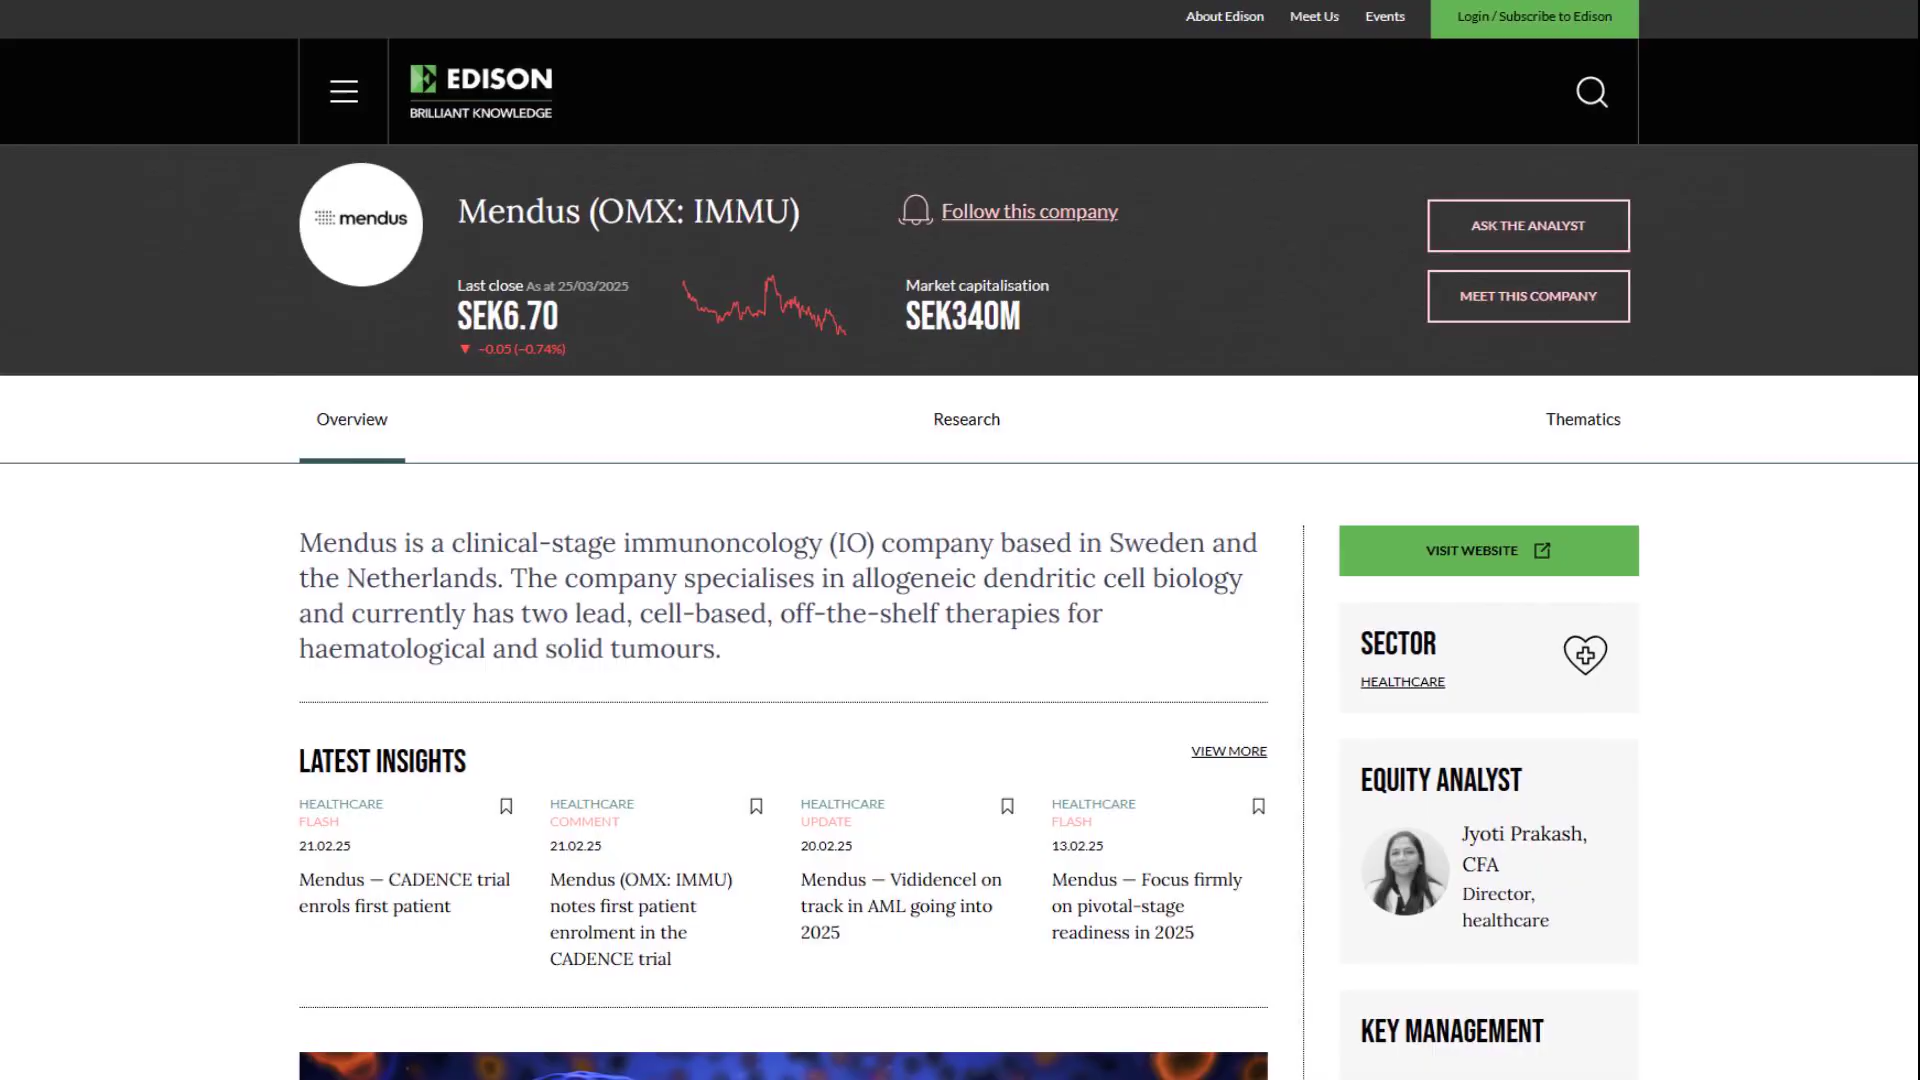 About Edison Meet Us Events Login / Subscribe to Edison
EDISON
BRILLIANT KNOWLEDGE
mendus
Mendus (OMX: IMMU)
Follow this company
ASK THE ANALYST
Last close As at 25/03/2025
SEK6.70
▼ −0.05 (−0.74%)
Market capitalisation
SEK340M
MEET THIS COMPANY
Overview Research Thematics
Mendus is a clinical-stage immunoncology (IO) company based in Sweden and
the Netherlands. The company specialises in allogeneic dendritic cell biology
and currently has two lead, cell-based, off-the-shelf therapies for
haematological and solid tumours.
LATEST INSIGHTS
VIEW MORE
HEALTHCARE
FLASH
21.02.25
Mendus — CADENCE trial
enrols first patient
HEALTHCARE
COMMENT
21.02.25
Mendus (OMX: IMMU)
notes first patient
enrolment in the
CADENCE trial
HEALTHCARE
UPDATE
20.02.25
Mendus — Vididencel on
track in AML going into
2025
HEALTHCARE
FLASH
13.02.25
Mendus — Focus firmly
on pivotal-stage
readiness in 2025
VISIT WEBSITE
SECTOR
HEALTHCARE
EQUITY ANALYST
Jyoti Prakash,
CFA
Director,
healthcare
KEY MANAGEMENT